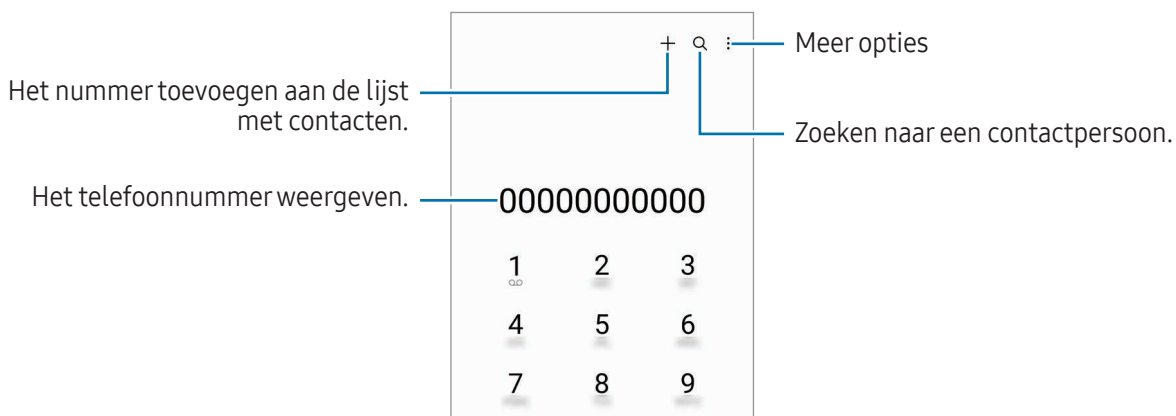 Meer opties
Het nummer toevoegen aan de lijst
met contacten.
Zoeken naar een contactpersoon.
Het telefoonnummer weergeven.
00000000000
1 2 3
4 5 6
7 8 9